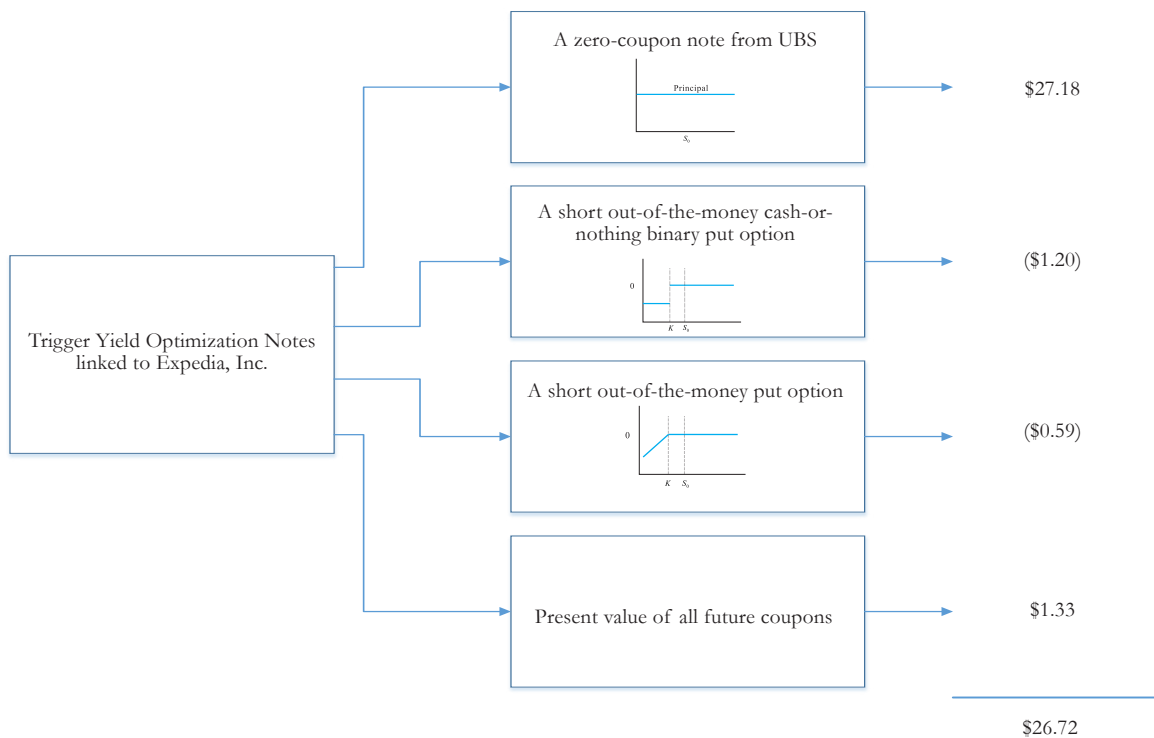 A zero-coupon note from UBS
Principal
S0
$27.18
A short out-of-the-money cash-or-
nothing binary put option
0
K
S0
($1.20)
Trigger Yield Optimization Notes
linked to Expedia, Inc.
A short out-of-the-money put option
0
K
S0
($0.59)
Present value of all future coupons
$1.33
$26.72